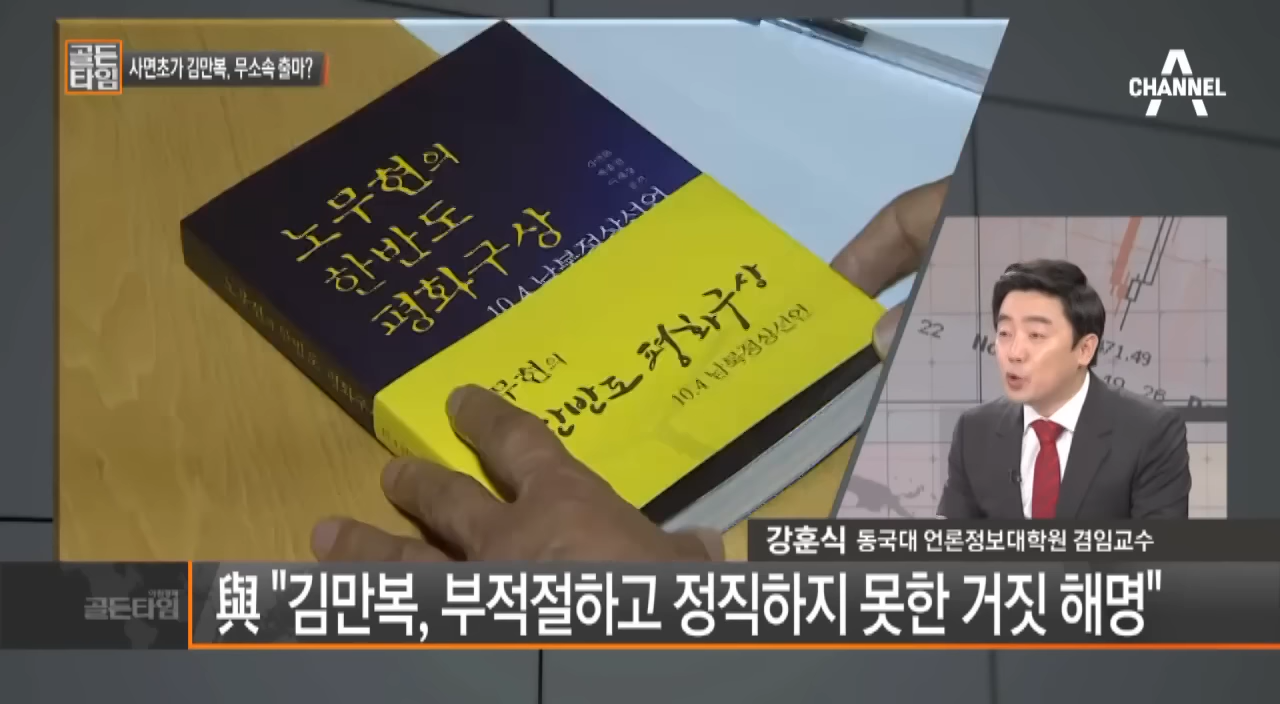 골든
타임
사면초가 김만복, 무소속 출마?
CHANNEL
노무현의
한반도
평화구상
10.4 남북정상선언
무현의
한반도 평화구상
10.4 남북정상선언
22
71.49
강훈식 동국대 언론정보대학원 겸임교수
골든타임
與 "김만복, 부적절하고 정직하지 못한 거짓 해명"